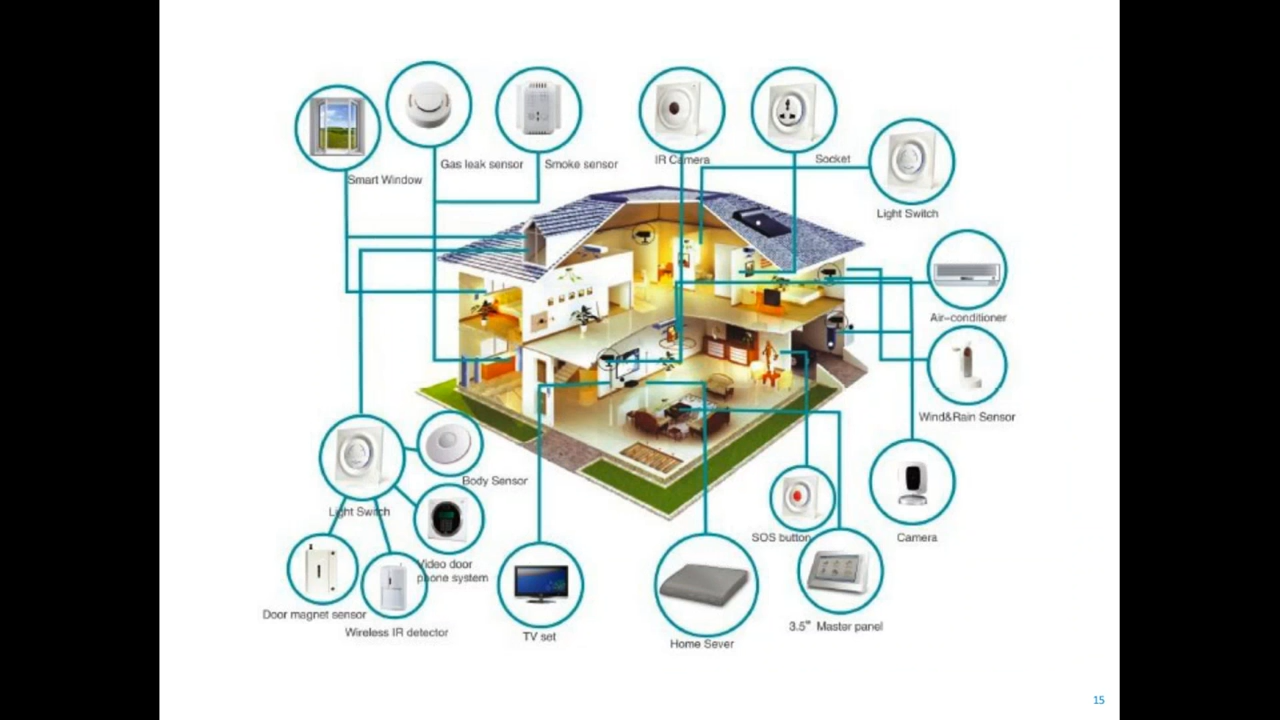 Gas leak sensor
Smoke sensor
IR Camera
Socket
Smart Window
Light Switch
Air-conditioner
Wind&Rain Sensor
Body Sensor
Light Switch
SOS button
Camera
Video door
phone system
Door magnet sensor
Wireless IR detector
TV set
Home Sever
3.5" Master panel
15